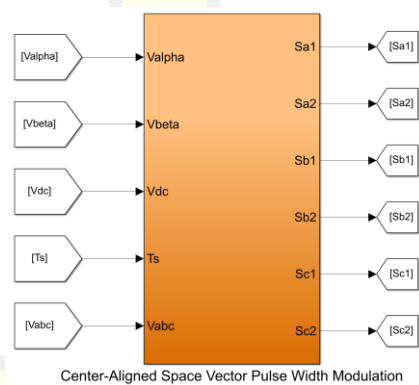 [Valpha] Valpha Sa1 [Sa1]
Sa2 [Sa2]
[Vbeta] Vbeta
Sb1 [Sb1]
[Vdc] Vdc
Sb2 [Sb2]
[Ts] Ts
Sc1 [Sc1]
[Vabc] Vabc
Sc2 [Sc2]
Center-Aligned Space Vector Pulse Width Modulation